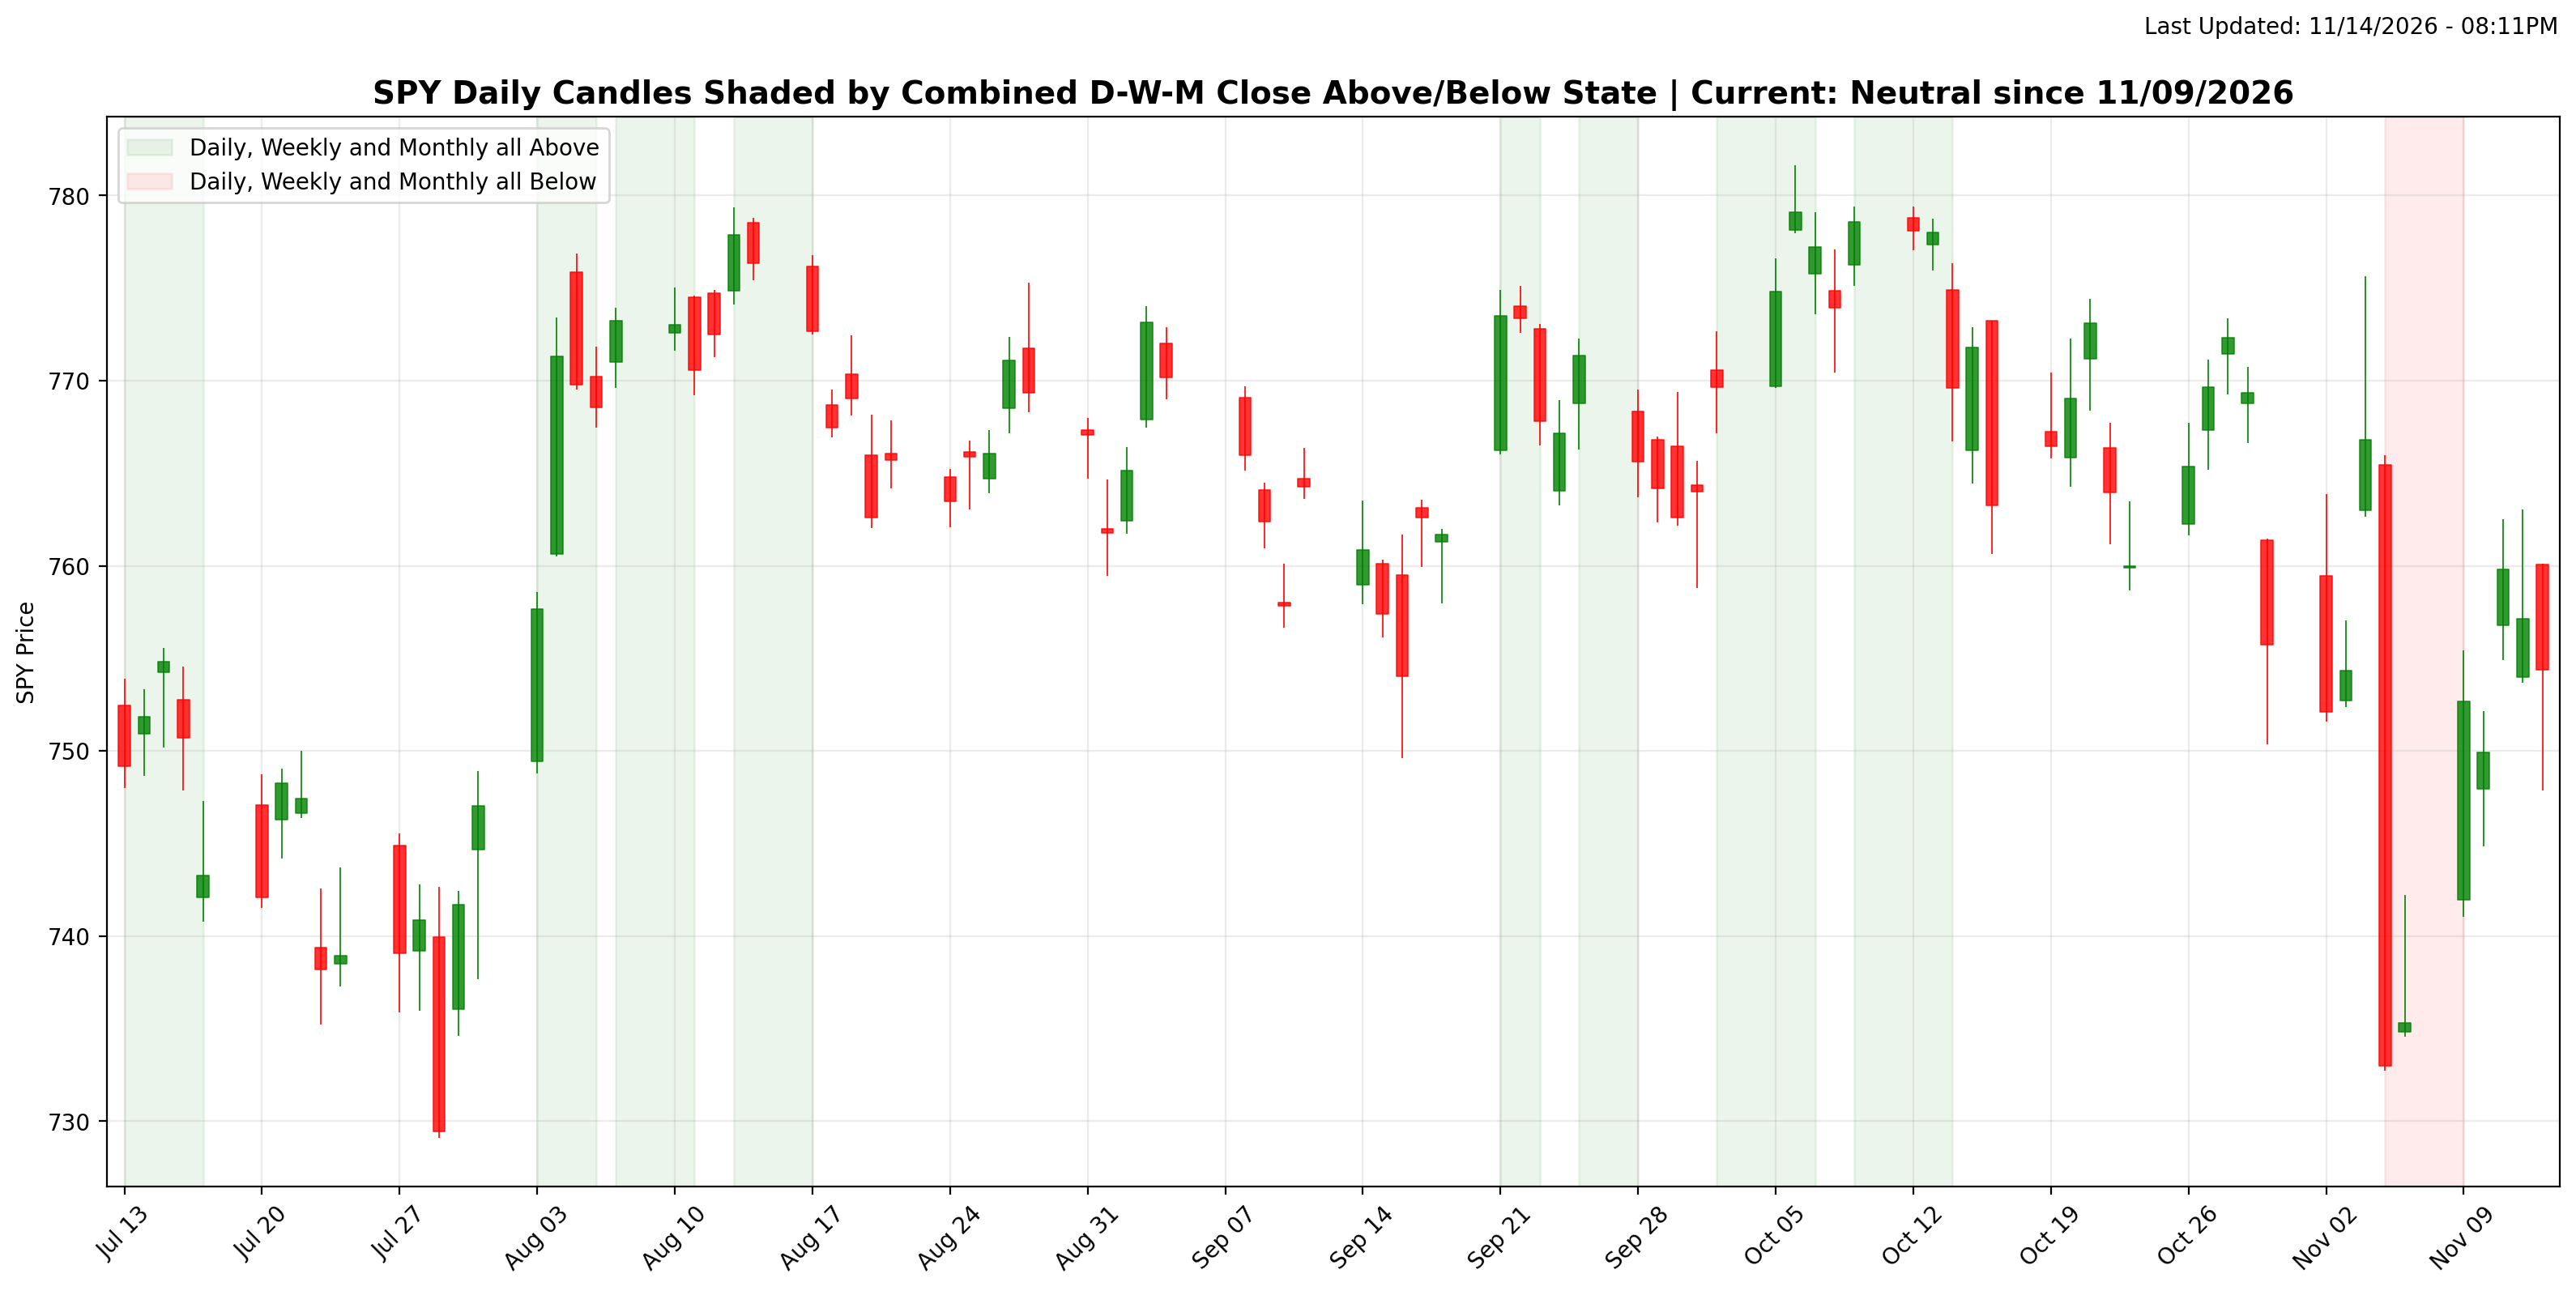 Last Updated: 11/14/2026 - 08:11PM
SPY Daily Candles Shaded by Combined D-W-M Close Above/Below State | Current: Neutral since 11/09/2026
Daily, Weekly and Monthly all Above
Daily, Weekly and Monthly all Below
SPY Price
780
770
760
750
740
730
Jul 13
Jul 20
Jul 27
Aug 03
Aug 10
Aug 17
Aug 24
Aug 31
Sep 07
Sep 14
Sep 21
Sep 28
Oct 05
Oct 12
Oct 19
Oct 26
Nov 02
Nov 09